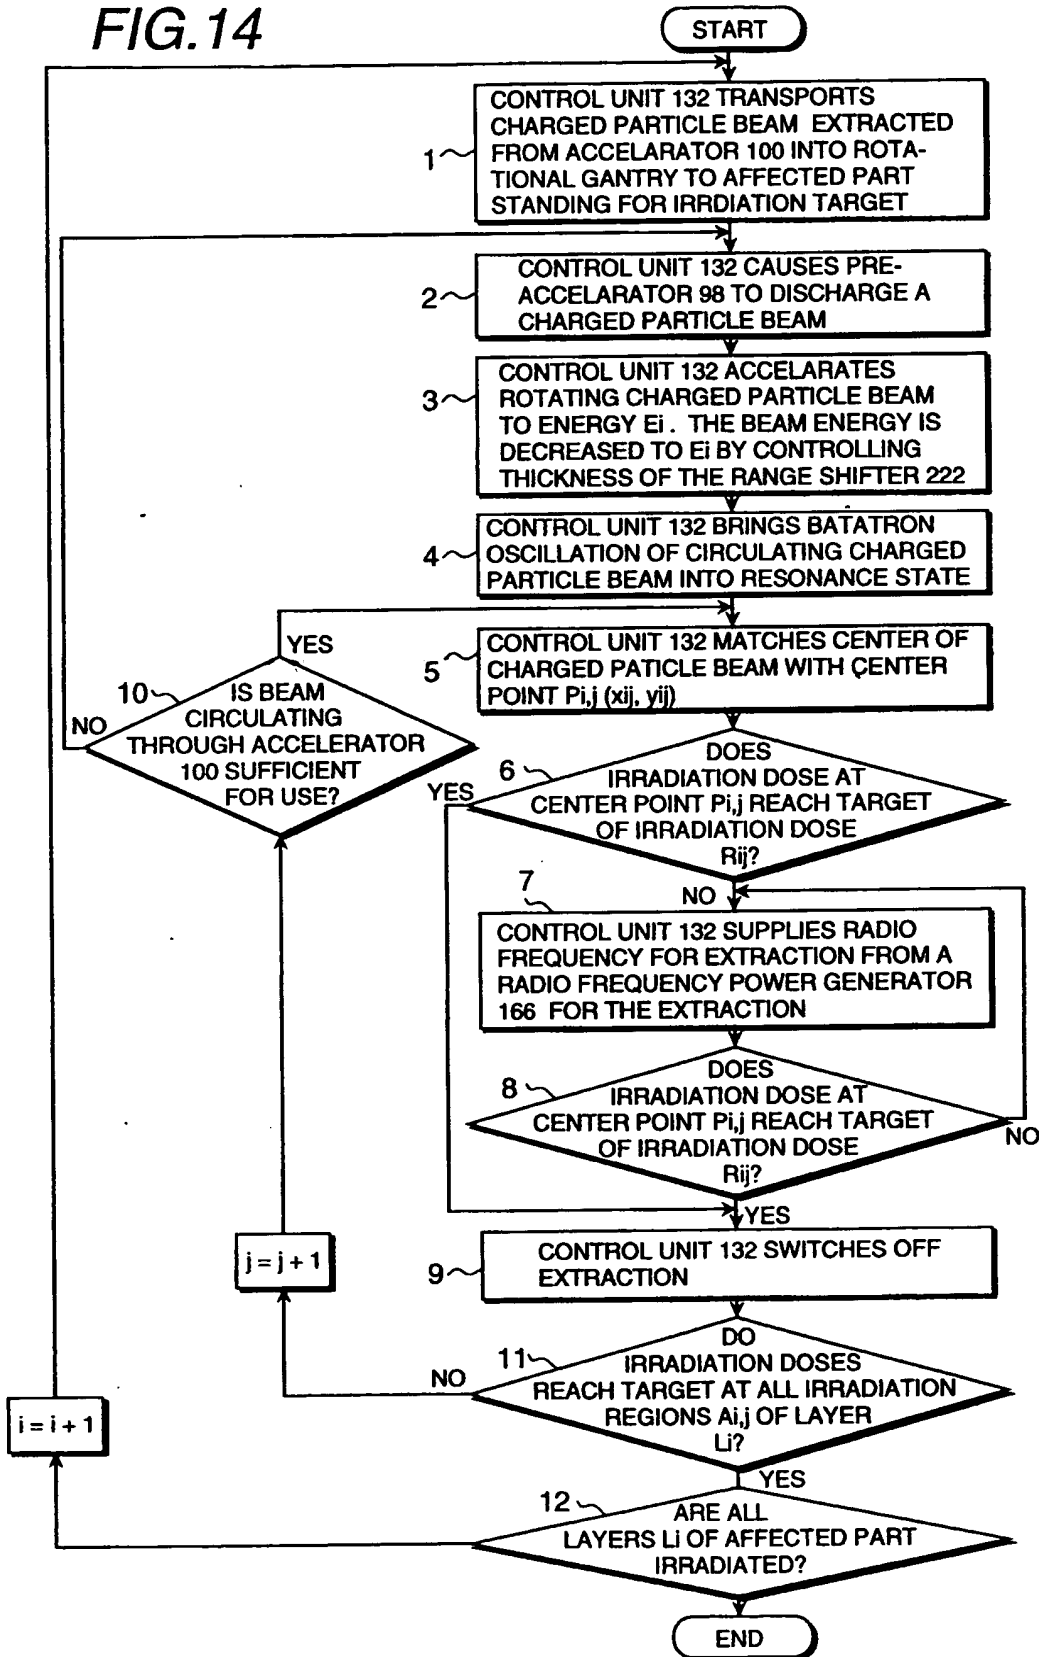 FIG.14
START
1
CONTROL UNIT 132 TRANSPORTS
CHARGED PARTICLE BEAM EXTRACTED
FROM ACCELARATOR 100 INTO ROTA-
TIONAL GANTRY TO AFFECTED PART
STANDING FOR IRRDIATION TARGET
2
CONTROL UNIT 132 CAUSES PRE-
ACCELARATOR 98 TO DISCHARGE A
CHARGED PARTICLE BEAM
3
CONTROL UNIT 132 ACCELARATES
ROTATING CHARGED PARTICLE BEAM
TO ENERGY Ei. THE BEAM ENERGY IS
DECREASED TO Ei BY CONTROLLING
THICKNESS OF THE RANGE SHIFTER 222
4
CONTROL UNIT 132 BRINGS BATATRON
OSCILLATION OF CIRCULATING CHARGED
PARTICLE BEAM INTO RESONANCE STATE
5
CONTROL UNIT 132 MATCHES CENTER OF
CHARGED PATICLE BEAM WITH CENTER
POINT Pi,j (xij, yij)
YES
10
IS BEAM
CIRCULATING
THROUGH ACCELERATOR
100 SUFFICIENT
FOR USE?
NO
6
DOES
IRRADIATION DOSE AT
CENTER POINT Pi,j REACH TARGET
OF IRRADIATION DOSE
Rij?
YES
NO
7
CONTROL UNIT 132 SUPPLIES RADIO
FREQUENCY FOR EXTRACTION FROM A
RADIO FREQUENCY POWER GENERATOR
166 FOR THE EXTRACTION
8
DOES
IRRADIATION DOSE AT
CENTER POINT Pi,j REACH TARGET
OF IRRADIATION DOSE
Rij?
NO
YES
9
CONTROL UNIT 132 SWITCHES OFF
EXTRACTION
j = j + 1
11
DO
IRRADIATION DOSES
REACH TARGET AT ALL IRRADIATION
REGIONS Ai,j OF LAYER
Li?
NO
YES
i = i + 1
12
ARE ALL
LAYERS Li OF AFFECTED PART
IRRADIATED?
END